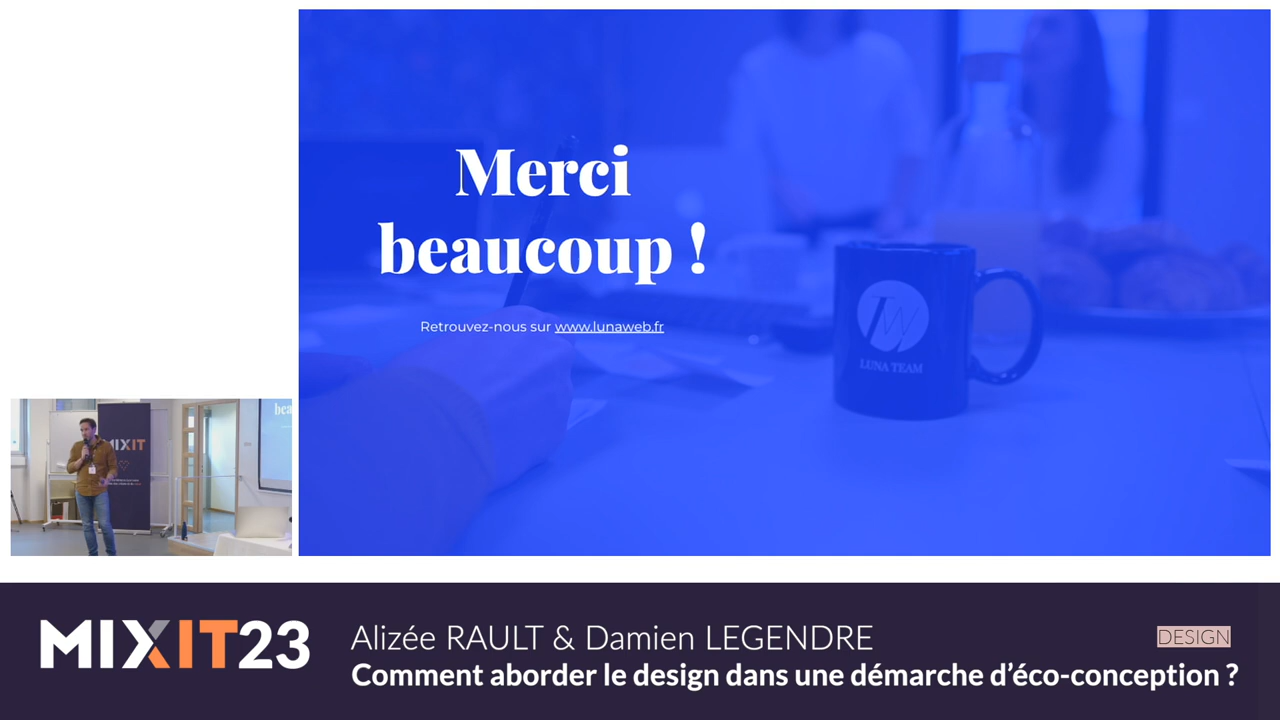 Merci
beaucoup !
Retrouvez-nous sur www.lunaweb.fr
LUNA TEAM
bea
MIXIT
MIXIT23
Alizée RAULT & Damien LEGENDRE
DESIGN
Comment aborder le design dans une démarche d’éco-conception ?